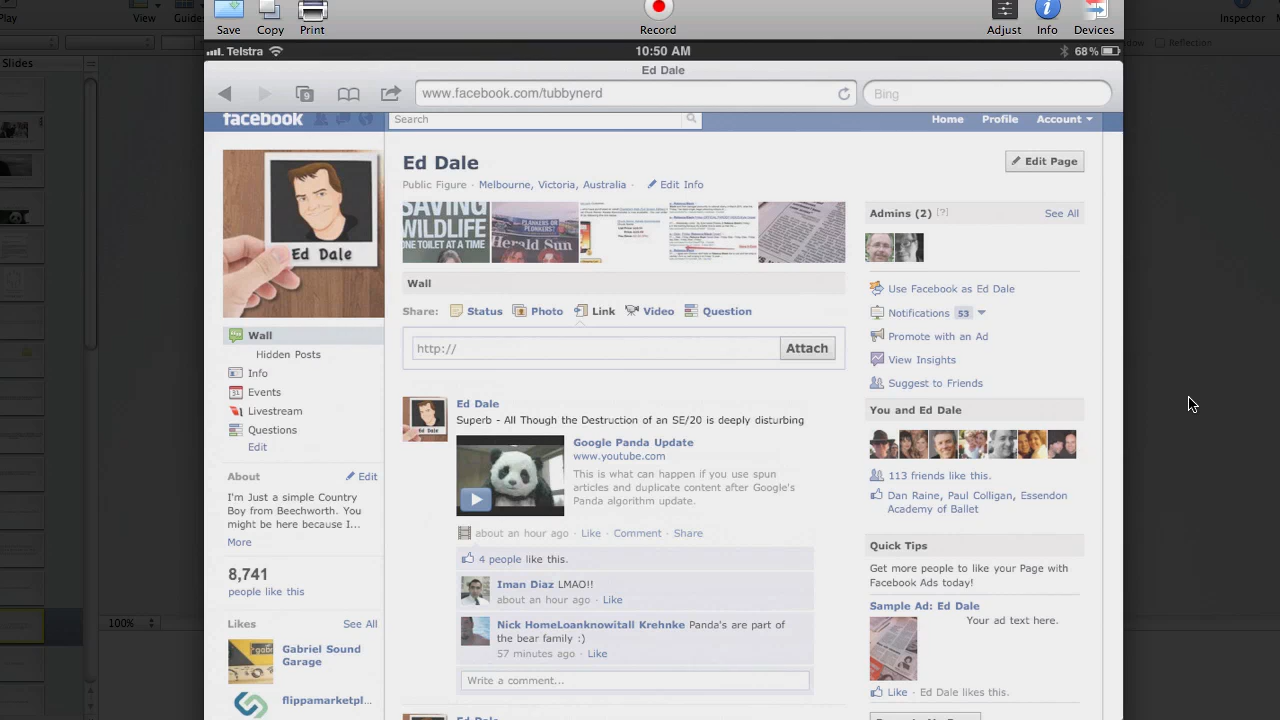 View
Guides
Save
Copy
Print
Record
Adjust
Info
Devices
Inspector
Reflection
Slides
100%
Telstra
10:50 AM
68%
Ed Dale
9
www.facebook.com/tubbynerd
Bing
facebook
Search
Home
Profile
Account
Ed Dale
Wall
Hidden Posts
Info
Events
Livestream
Questions
Edit
About
Edit
I'm Just a simple Country
Boy from Beechworth. You
might be here because I...
More
8,741
people like this
Likes
See All
Gabriel Sound
Garage
flippamarketpl...
Ed Dale
Public Figure · Melbourne, Victoria, Australia · Edit Info
SAVING
WILDLIFE
ONE TOILET AT A TIME
PLANKERS OR
PLONKERS?
Herald Sun
Wall
Share: Status Photo Link Video Question
http://
Attach
Ed Dale
Superb - All Though the Destruction of an SE/20 is deeply disturbing
Google Panda Update
www.youtube.com
This is what can happen if you use spun
articles and duplicate content after Google's
Panda algorithm update.
about an hour ago · Like · Comment · Share
4 people like this.
Iman Diaz LMAO!!
about an hour ago · Like
Nick HomeLoanknowitall Krehnke Panda's are part of
the bear family :)
57 minutes ago · Like
Write a comment...
Ed Dale
Edit Page
Admins (2) [?]
See All
Use Facebook as Ed Dale
Notifications 53
Promote with an Ad
View Insights
Suggest to Friends
You and Ed Dale
113 friends like this.
Dan Raine, Paul Colligan, Essendon
Academy of Ballet
Quick Tips
Get more people to like your Page with
Facebook Ads today!
Sample Ad: Ed Dale
Your ad text here.
Like · Ed Dale likes this.